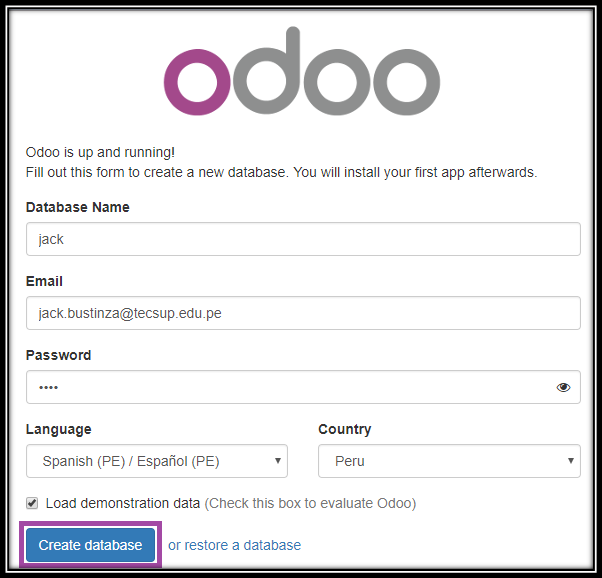 odoo
Odoo is up and running!
Fill out this form to create a new database. You will install your first app afterwards.
Database Name
jack
Email
jack.bustinza@tecsup.edu.pe
Password
••••
Language Country
Spanish (PE) / Español (PE) Peru
Load demonstration data (Check this box to evaluate Odoo)
Create database or restore a database